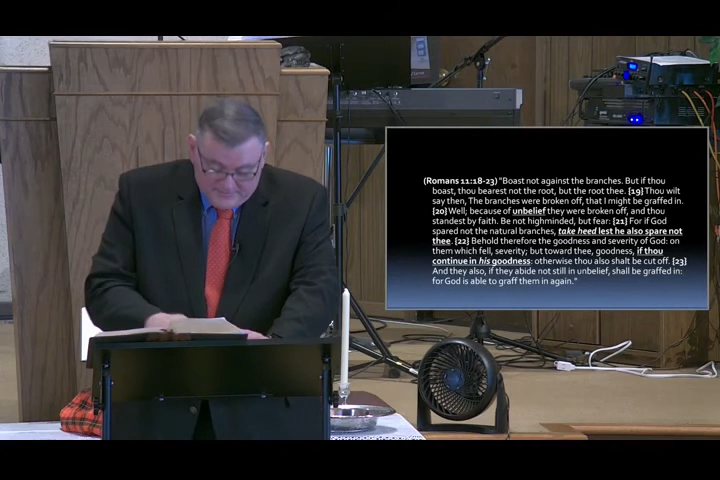 (Romans 11:18-23) "Boast not against the branches. But if thou
boast, thou bearest not the root, but the root thee. [19] Thou wilt
say then, The branches were broken off, that I might be graffed in.
[20] Well; because of unbelief they were broken off, and thou
standest by faith. Be not highminded, but fear: [21] For if God
spared not the natural branches, take heed lest he also spare not
thee. [22] Behold therefore the goodness and severity of God: on
them which fell, severity; but toward thee, goodness, if thou
continue in his goodness: otherwise thou also shalt be cut off. [23]
And they also, if they abide not still in unbelief, shall be graffed in:
for God is able to graff them in again."